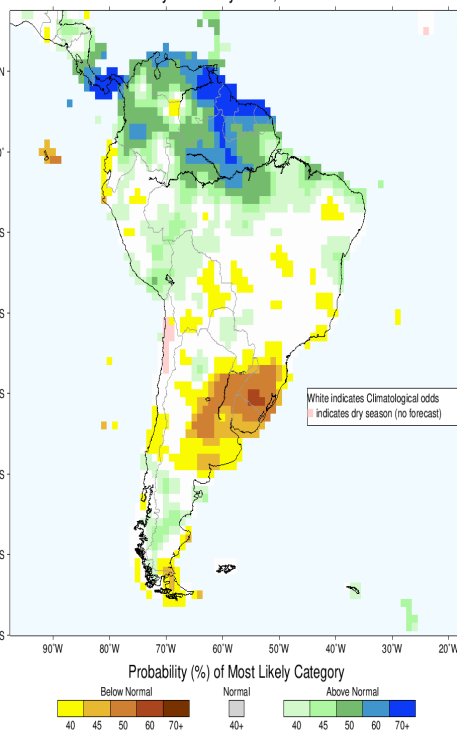 N
0°
S
S
S
S
S
S
White indicates Climatological odds
indicates dry season (no forecast)
90°W 80°W 70°W 60°W 50°W 40°W 30°W 20°W
Probability (%) of Most Likely Category
Below Normal Normal Above Normal
40 45 50 60 70+ 40+ 40 45 50 60 70+